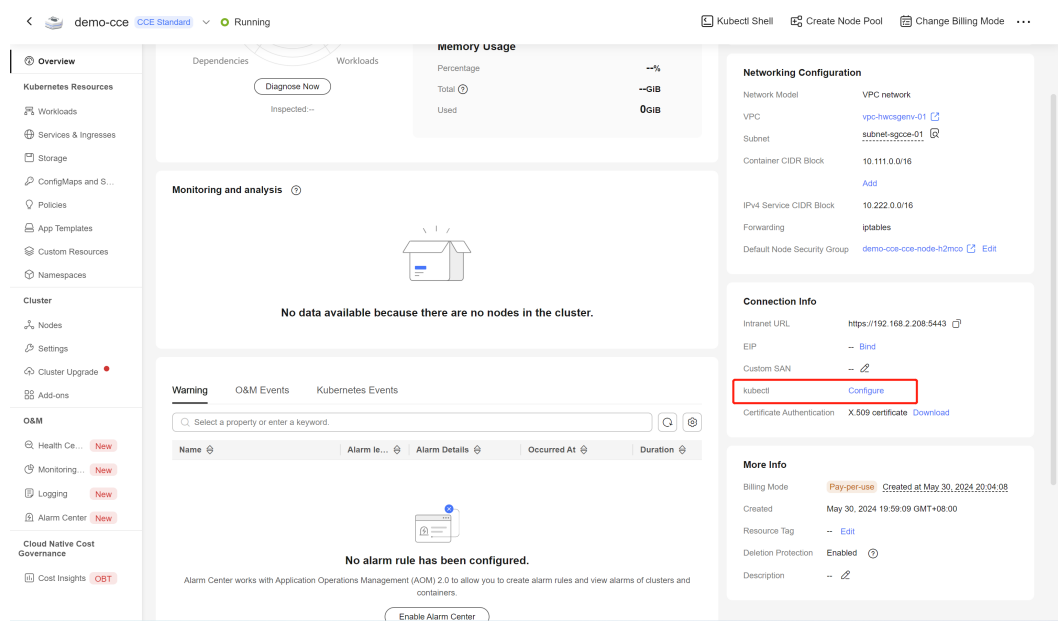 demo-cce CCE Standard Running
Kubectl Shell Create Node Pool Change Billing Mode
Overview
Kubernetes Resources
Workloads
Services & Ingresses
Storage
ConfigMaps and S...
Policies
App Templates
Custom Resources
Namespaces
Cluster
Nodes
Settings
Cluster Upgrade
Add-ons
O&M
Health Ce... New
Monitoring... New
Logging New
Alarm Center New
Cloud Native Cost
Governance
Cost Insights OBT
Dependencies Workloads
Diagnose Now
Inspected:--
Memory Usage
Percentage --%
Total --GiB
Used 0GiB
Monitoring and analysis
No data available because there are no nodes in the cluster.
Warning O&M Events Kubernetes Events
Select a property or enter a keyword.
Name Alarm le... Alarm Details Occurred At Duration
No alarm rule has been configured.
Alarm Center works with Application Operations Management (AOM) 2.0 to allow you to create alarm rules and view alarms of clusters and
containers.
Enable Alarm Center
Networking Configuration
Network Model VPC network
VPC vpc-hwcsgenv-01
Subnet subnet-sgcce-01
Container CIDR Block 10.111.0.0/16
Add
IPv4 Service CIDR Block 10.222.0.0/16
Forwarding iptables
Default Node Security Group demo-cce-cce-node-h2mco Edit
Connection Info
Intranet URL https://192.168.2.208:5443
EIP -- Bind
Custom SAN --
kubectl Configure
Certificate Authentication X.509 certificate Download
More Info
Billing Mode Pay-per-use Created at May 30, 2024 20:04:08
Created May 30, 2024 19:59:09 GMT+08:00
Resource Tag -- Edit
Deletion Protection Enabled
Description --